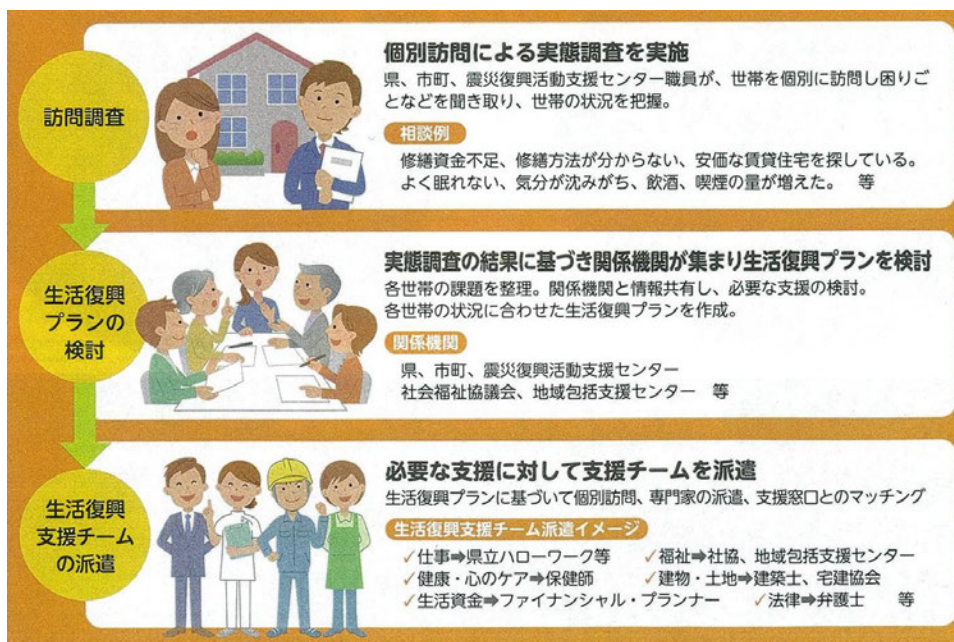 訪問調査
個別訪問による実態調査を実施
県、市町、震災復興活動支援センター職員が、世帯を個別に訪問し困りご
となどを聞き取り、世帯の状況を把握。
相談例
修繕資金不足、修繕方法が分からない、安価な賃貸住宅を探している。
よく眠れない、気分が沈みがち、飲酒、喫煙の量が増えた。 等
生活復興
プランの
検討
実態調査の結果に基づき関係機関が集まり生活復興プランを検討
各世帯の課題を整理。関係機関と情報共有し、必要な支援の検討。
各世帯の状況に合わせた生活復興プランを作成。
関係機関
県、市町、震災復興活動支援センター
社会福祉協議会、地域包括支援センター 等
生活復興
支援チーム
の派遣
必要な支援に対して支援チームを派遣
生活復興プランに基づいて個別訪問、専門家の派遣、支援窓口とのマッチング
生活復興支援チーム派遣イメージ
✓仕事➡県立ハローワーク等 ✓福祉➡社協、地域包括支援センター
✓健康・心のケア➡保健師 ✓建物・土地➡建築士、宅建協会
✓生活資金➡ファイナンシャル・プランナー ✓法律➡弁護士 等